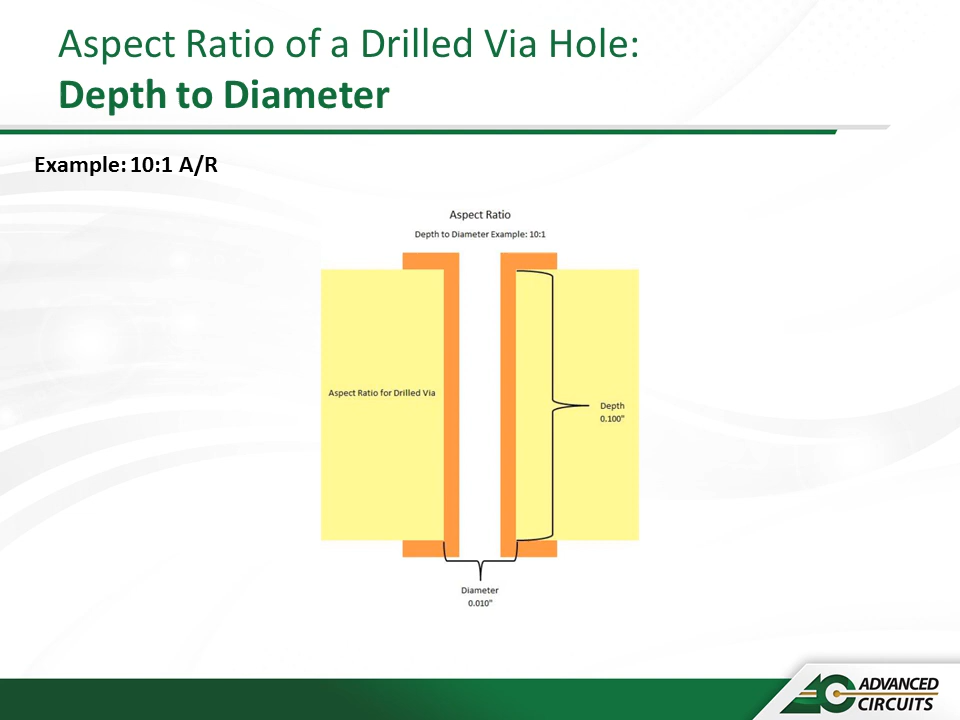 Aspect Ratio of a Drilled Via Hole:
Depth to Diameter
Example: 10:1 A/R
Aspect Ratio
Depth to Diameter Example: 10:1
Aspect Ratio for Drilled Via
Depth
0.100"
Diameter
0.010"
ADVANCED
CIRCUITS